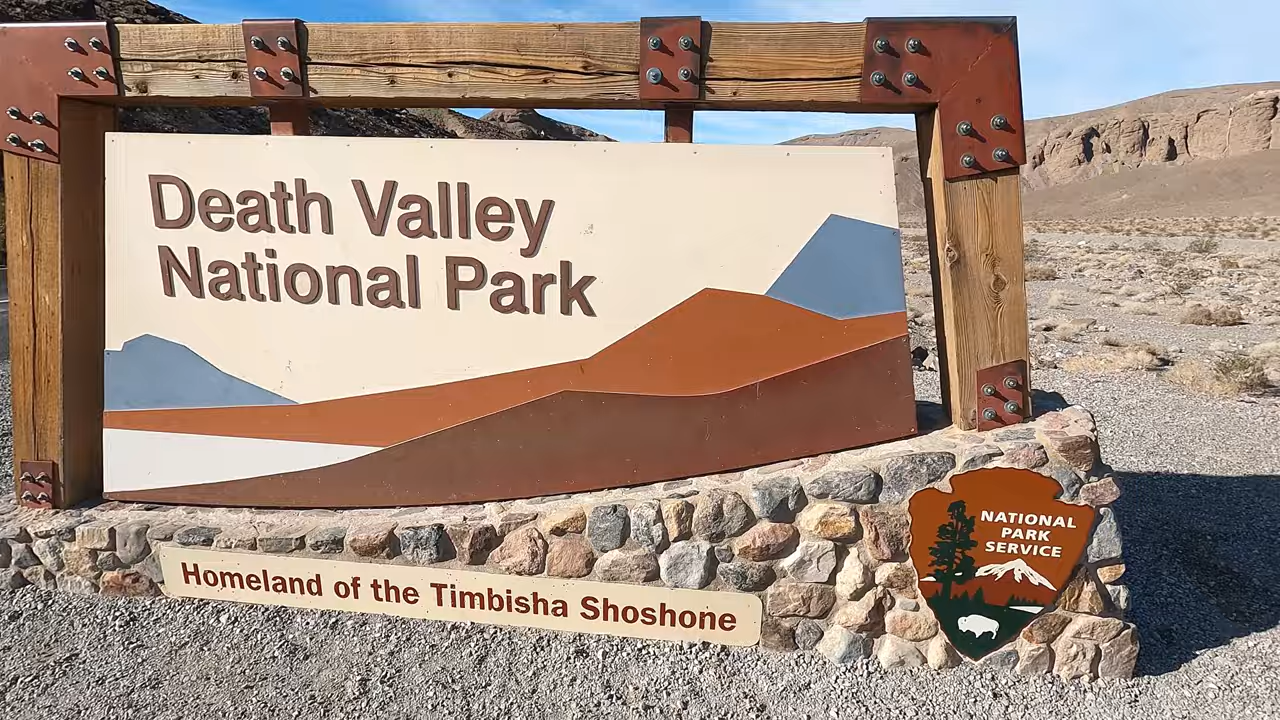 Death Valley
National Park
Homeland of the Timbisha Shoshone
NATIONAL
PARK
SERVICE